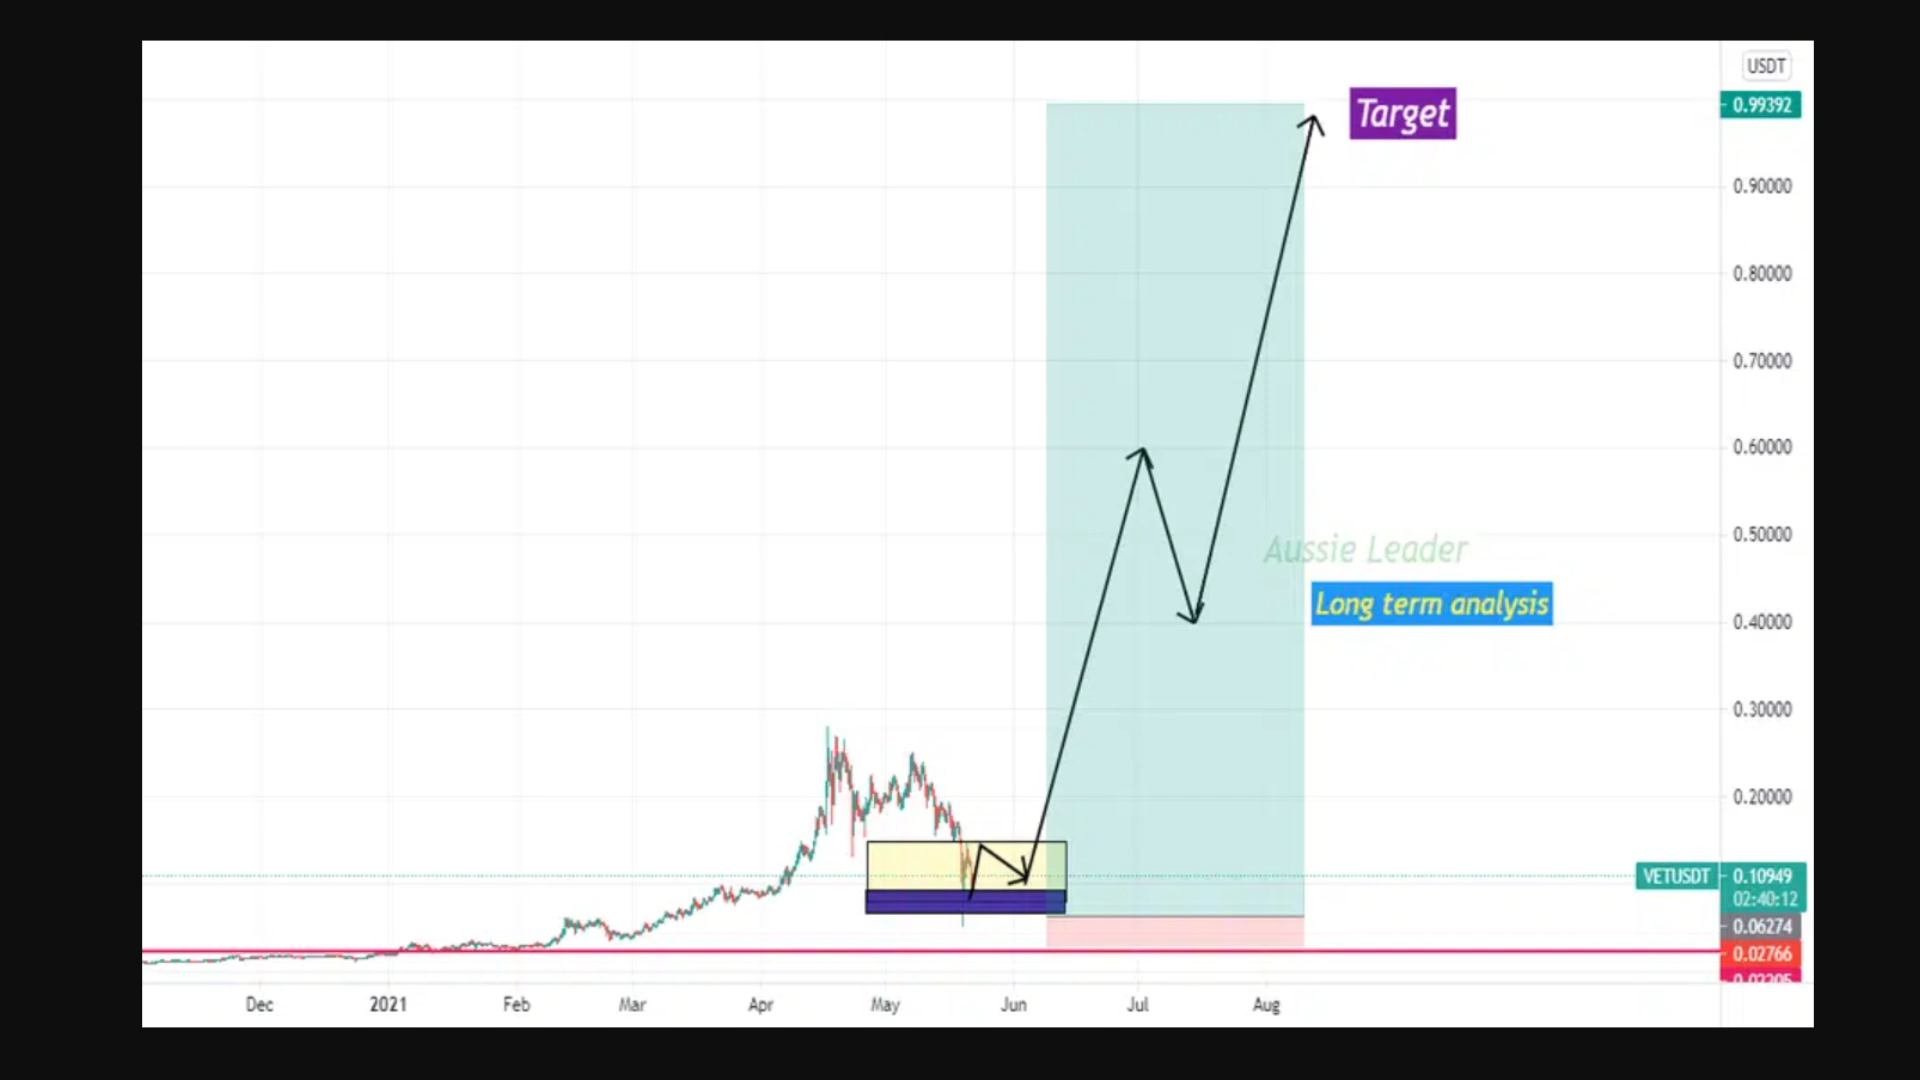 USDT
0.99392
Target
0.90000
0.80000
0.70000
0.60000
0.50000
Aussie Leader
Long term analysis
0.40000
0.30000
0.20000
VETUSDT 0.10949
02:40:12
0.06274
0.02766
Dec 2021 Feb Mar Apr May Jun Jul Aug